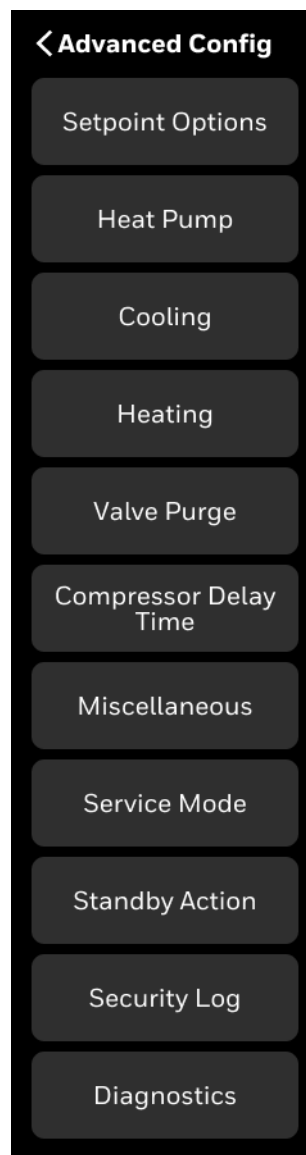 Advanced Config
Setpoint Options
Heat Pump
Cooling
Heating
Valve Purge
Compressor Delay
Time
Miscellaneous
Service Mode
Standby Action
Security Log
Diagnostics